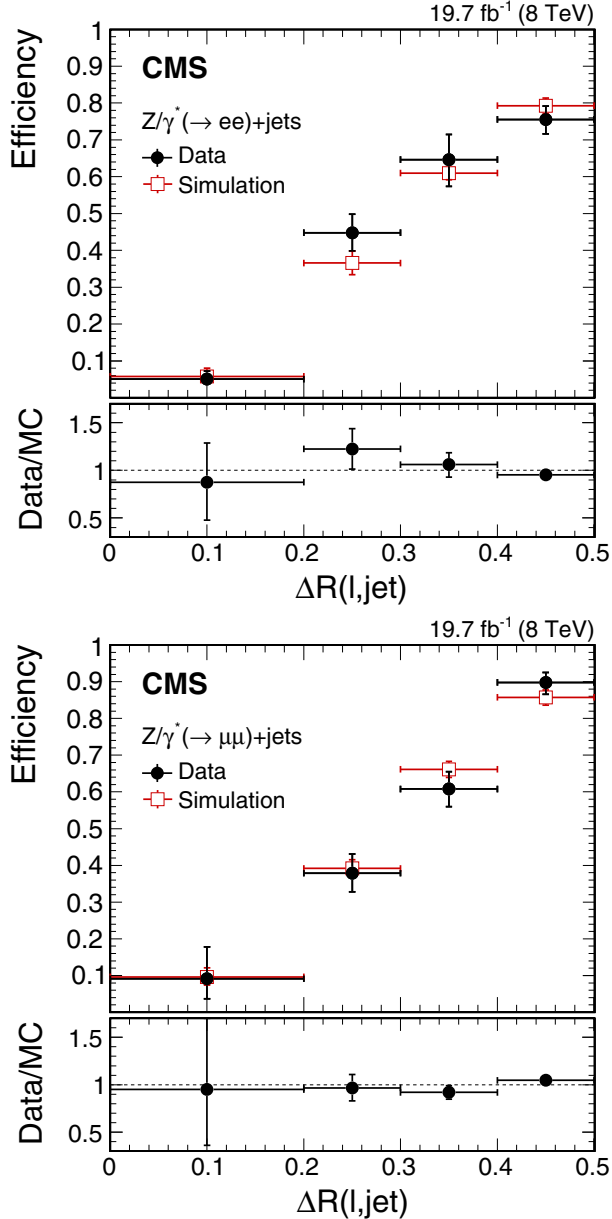 19.7 fb⁻¹ (8 TeV)
Efficiency
1
0.9
0.8
0.7
0.6
0.5
0.4
0.3
0.2
0.1
CMS
Z/γ*(→ ee)+jets
Data
Simulation
Data/MC
1.5
1
0.5
0 0.1 0.2 0.3 0.4 0.5
ΔR(l,jet)
19.7 fb⁻¹ (8 TeV)
Efficiency
1
0.9
0.8
0.7
0.6
0.5
0.4
0.3
0.2
0.1
CMS
Z/γ*(→ μμ)+jets
Data
Simulation
Data/MC
1.5
1
0.5
0 0.1 0.2 0.3 0.4 0.5
ΔR(l,jet)